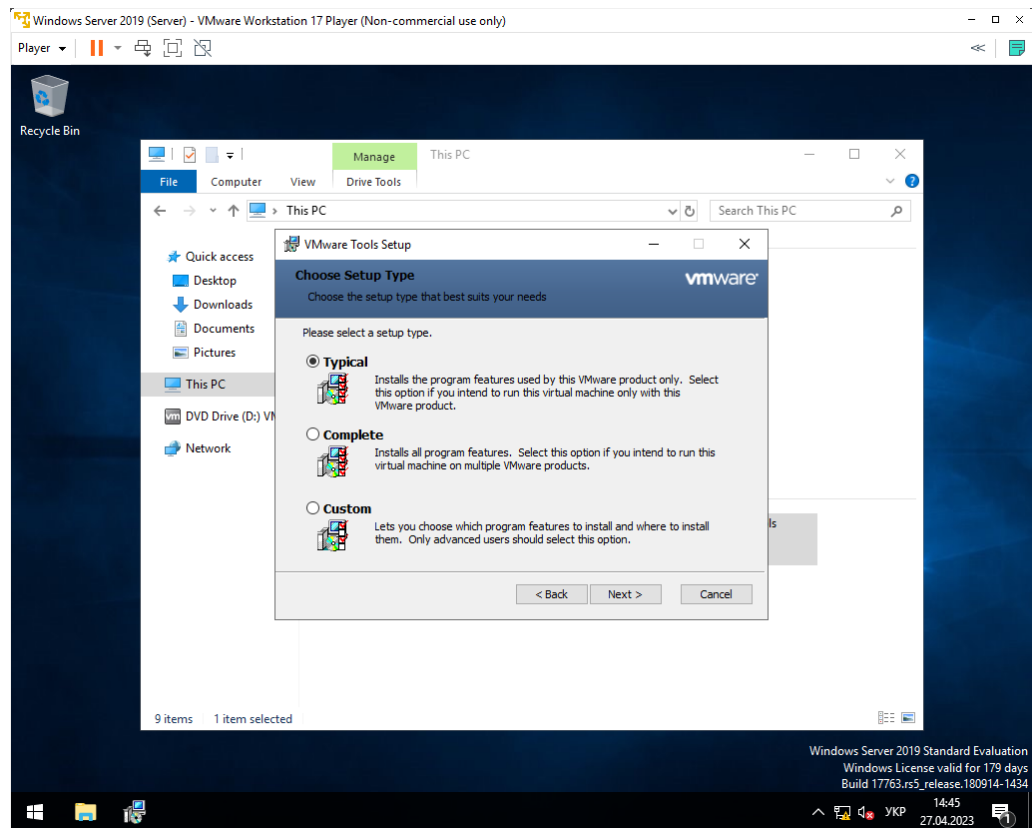 Windows Server 2019 (Server) - VMware Workstation 17 Player (Non-commercial use only)
Player
Recycle Bin
Manage
This PC
File
Computer
View
Drive Tools
This PC
Search This PC
Quick access
Desktop
Downloads
Documents
Pictures
This PC
DVD Drive (D:) VM
Network
VMware Tools Setup
Choose Setup Type
vmware
Choose the setup type that best suits your needs
Please select a setup type.
Typical
Installs the program features used by this VMware product only. Select
this option if you intend to run this virtual machine only with this
VMware product.
Complete
Installs all program features. Select this option if you intend to run this
virtual machine on multiple VMware products.
Custom
Lets you choose which program features to install and where to install
them. Only advanced users should select this option.
ls
< Back
Next >
Cancel
9 items
1 item selected
Windows Server 2019 Standard Evaluation
Windows License valid for 179 days
Build 17763.rs5_release.180914-1434
УКР
14:45
27.04.2023
1